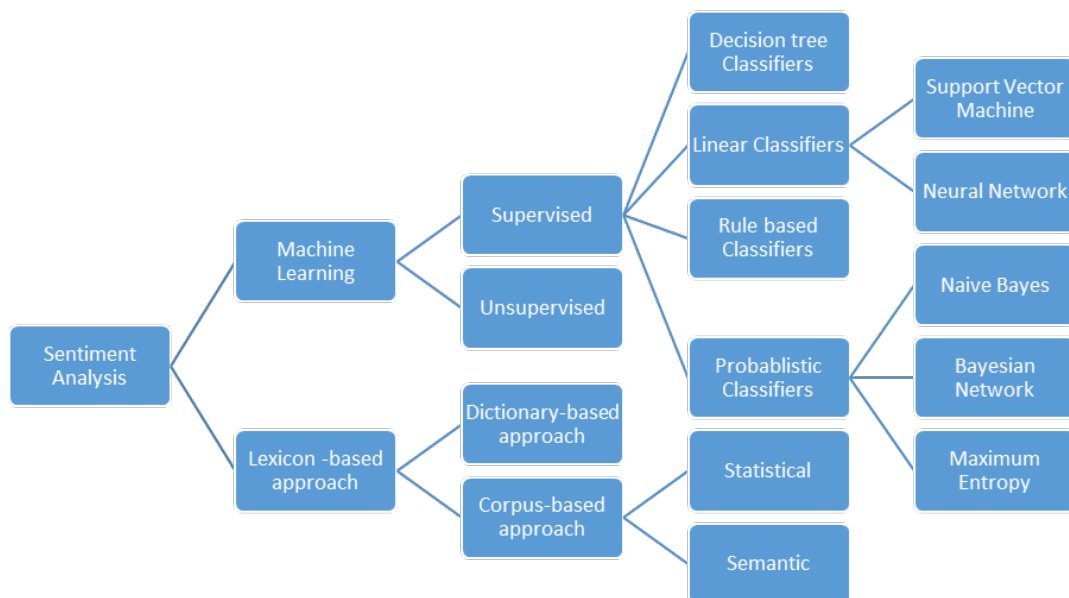 Sentiment
Analysis
Machine
Learning
Lexicon -based
approach
Supervised
Unsupervised
Dictionary-based
approach
Corpus-based
approach
Decision tree
Classifiers
Linear Classifiers
Rule based
Classifiers
Probablistic
Classifiers
Statistical
Semantic
Support Vector
Machine
Neural Network
Naive Bayes
Bayesian
Network
Maximum
Entropy